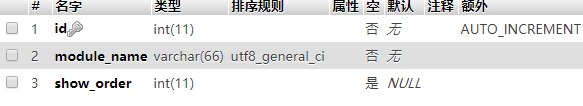 # 名字 类型 排序规则 属性 空 默认 注释 额外
1 id int(11) 否 无 AUTO_INCREMENT
2 module_name varchar(66) utf8_general_ci 否 无
3 show_order int(11) 是 NULL